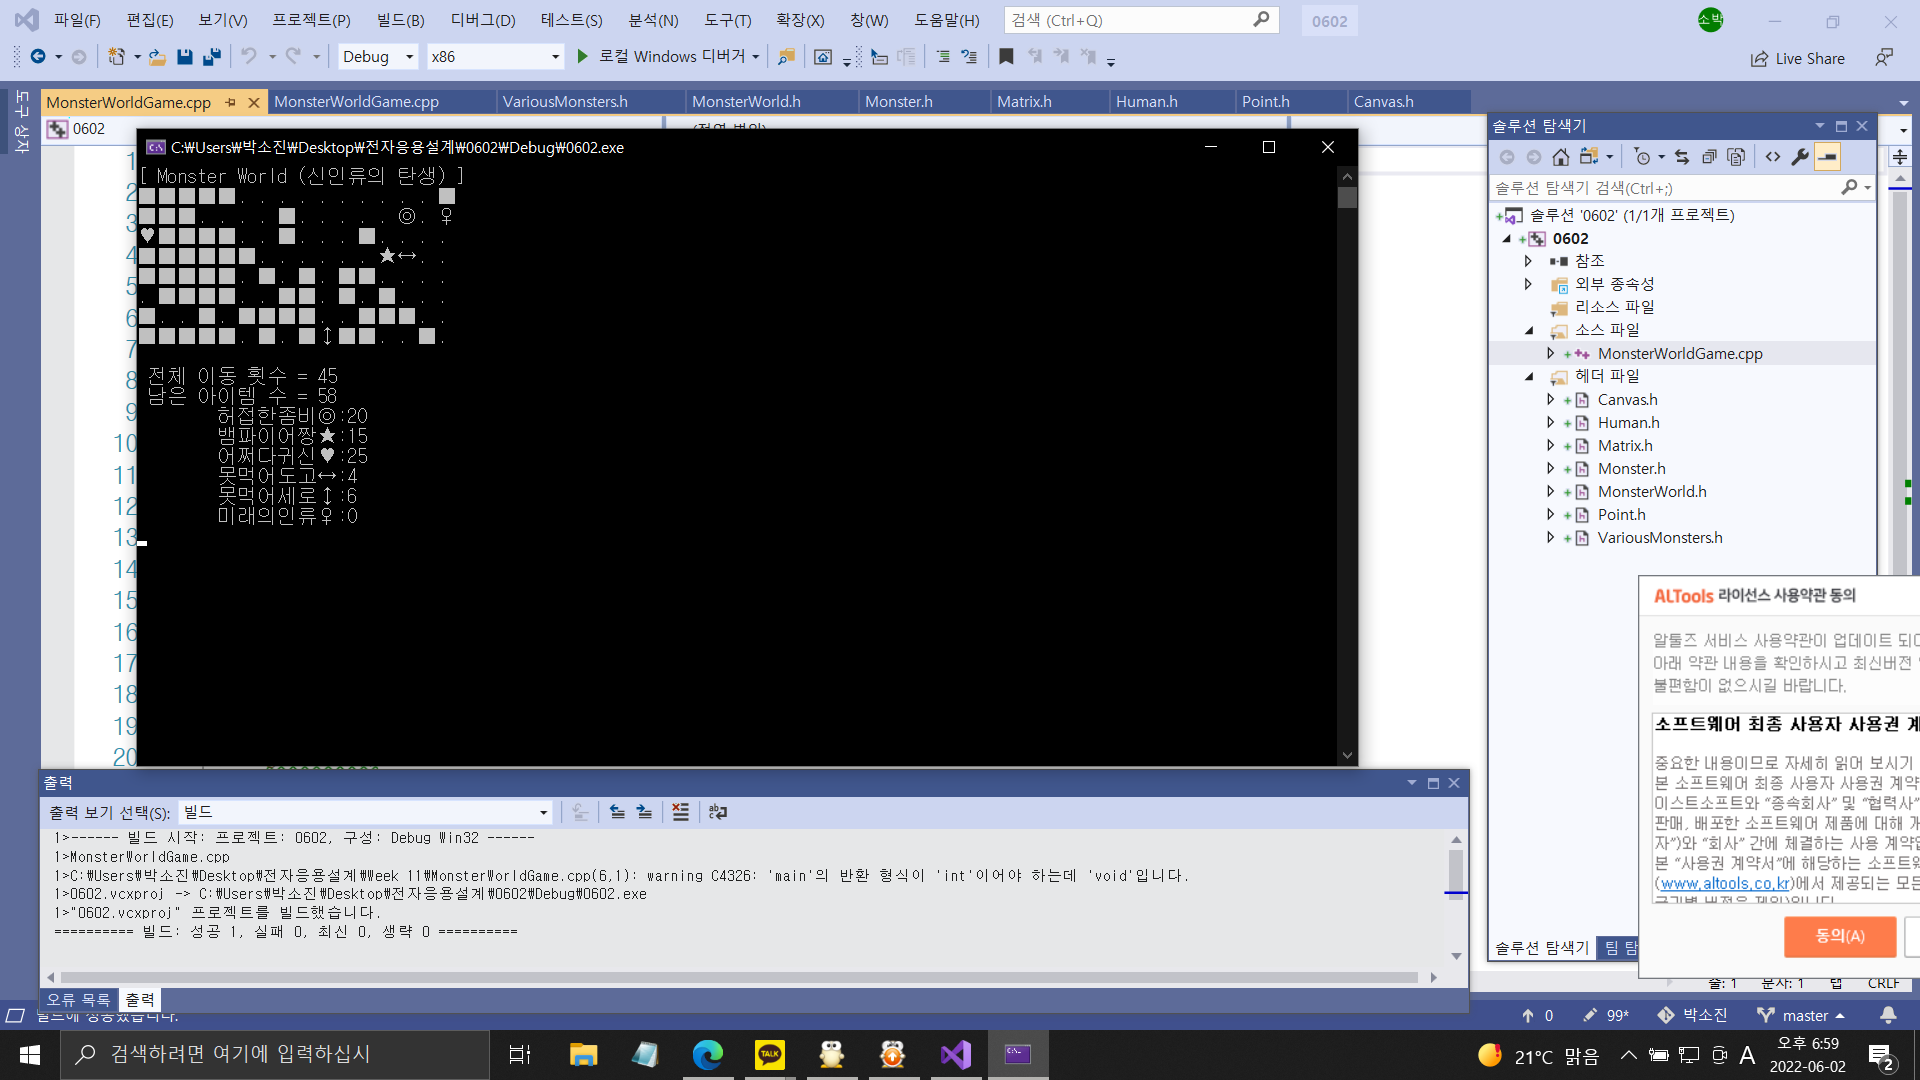 파일(F) 편집(E) 보기(V) 프로젝트(P) 빌드(B) 디버그(D) 테스트(S) 분석(N) 도구(T) 확장(X) 창(W) 도움말(H) 검색 (Ctrl+Q) 0602 소박
Debug x86 로컬 Windows 디버거 Live Share
도구 상자
MonsterWorldGame.cpp MonsterWorldGame.cpp VariousMonsters.h MonsterWorld.h Monster.h Matrix.h Human.h Point.h Canvas.h
0602
C:₩Users₩박소진₩Desktop₩전자응용설계₩0602₩Debug₩0602.exe
[ Monster World (신인류의 탄생) ]
■■■■■...........■
■■■....■.....◎.♀
♥■■■■..■...■....
■■■■■■......★↔..
■■■■■.■.■.■■....
.■■■■..■■.■.■...
■..■.■■■■..■■■..
■■■■■.■.■↕■■..■.
전체 이동 횟수 = 45
남은 아이템 수 = 58
허접한좀비◎:20
뱀파이어짱★:15
어쩌다귀신♥:25
못먹어도고↔:4
못먹어세로↕:6
미래의인류♀:0
1
2
3
4
5
6
7
8
9
10
11
12
13
14
15
16
17
18
19
20
솔루션 탐색기
솔루션 탐색기 검색(Ctrl+;)
솔루션 '0602' (1/1개 프로젝트)
0602
참조
외부 종속성
리소스 파일
소스 파일
MonsterWorldGame.cpp
헤더 파일
Canvas.h
Human.h
Matrix.h
Monster.h
MonsterWorld.h
Point.h
VariousMonsters.h
솔루션 탐색기 팀 탐
ALTools 라이선스 사용약관 동의
알툴즈 서비스 사용약관이 업데이트 되어
아래 약관 내용을 확인하시고 최신버전
불편함이 없으시길 바랍니다.
소프트웨어 최종 사용자 사용권 계
중요한 내용이므로 자세히 읽어 보시기
본 소프트웨어 최종 사용자 사용권 계약
이스트소프트와 “종속회사” 및 “협력사”
판매, 배포한 소프트웨어 제품에 대해 개
자”)와 “회사” 간에 체결하는 사용 계약입
본 “사용권 계약서”에 해당하는 소프트웨
(www.altools.co.kr)에서 제공되는 모든
동의(A)
출력
출력 보기 선택(S): 빌드
1>------ 빌드 시작: 프로젝트: 0602, 구성: Debug Win32 ------
1>MonsterWorldGame.cpp
1>C:₩Users₩박소진₩Desktop₩전자응용설계₩Week 11₩MonsterWorldGame.cpp(6,1): warning C4326: 'main'의 반환 형식이 'int'이어야 하는데 'void'입니다.
1>0602.vcxproj -> C:₩Users₩박소진₩Desktop₩전자응용설계₩0602₩Debug₩0602.exe
1>"0602.vcxproj" 프로젝트를 빌드했습니다.
========== 빌드: 성공 1, 실패 0, 최신 0, 생략 0 ==========
오류 목록 출력
줄: 1 문자: 1 탭 CRLF
빌드에 성공했습니다. 0 99* 박소진 master
검색하려면 여기에 입력하십시 TALK 21°C 맑음 A 오후 6:59
2022-06-02 2